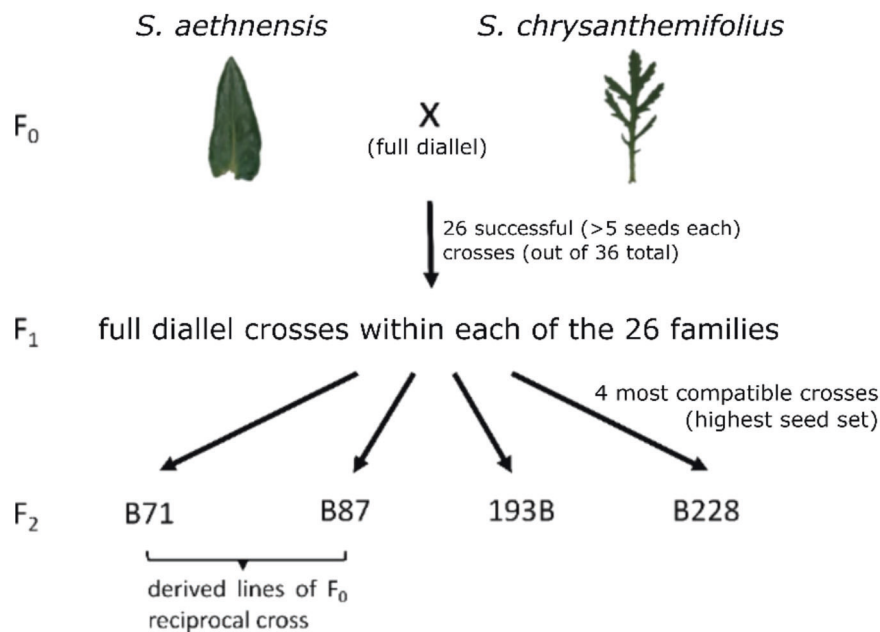 S. aethnensis S. chrysanthemifolius
F0 X
(full diallel)
26 successful (>5 seeds each)
crosses (out of 36 total)
F1 full diallel crosses within each of the 26 families
4 most compatible crosses
(highest seed set)
F2 B71 B87 193B B228
derived lines of F0
reciprocal cross